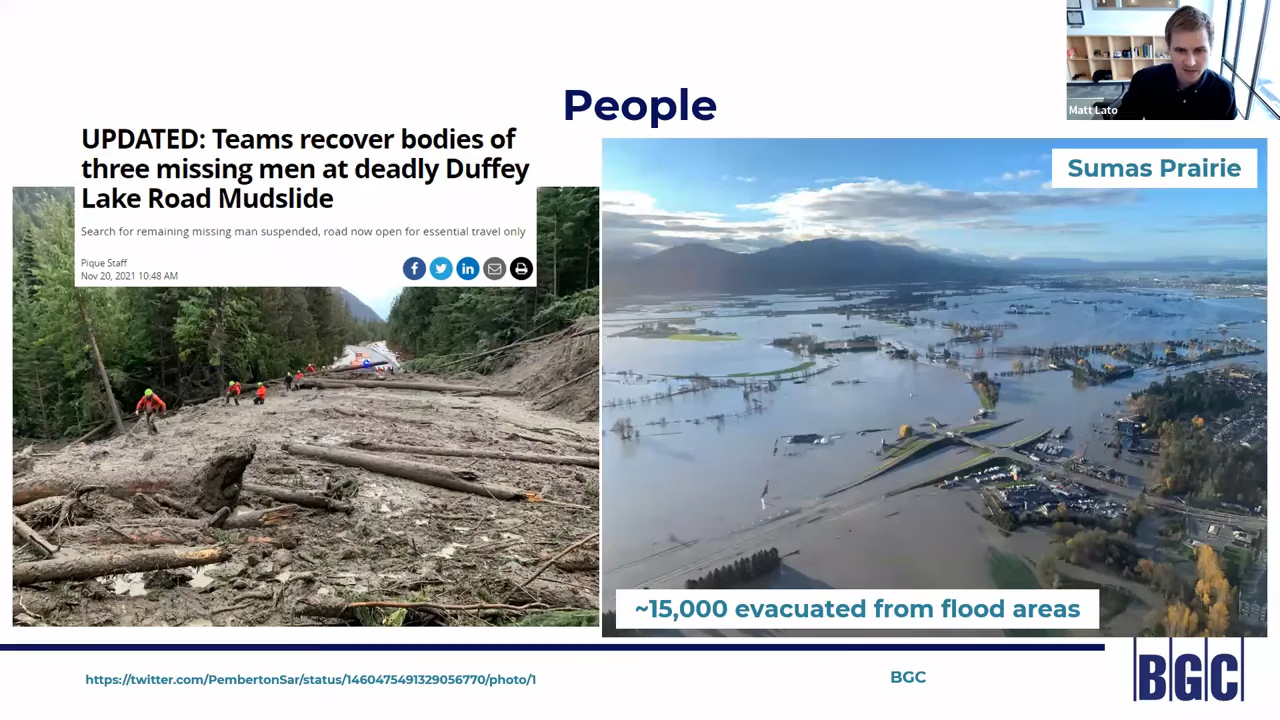 Matt Lato
People
UPDATED: Teams recover bodies of
three missing men at deadly Duffey
Lake Road Mudslide
Search for remaining missing man suspended, road now open for essential travel only
Pique Staff
Nov 20, 2021 10:48 AM
Sumas Prairie
~15,000 evacuated from flood areas
https://twitter.com/PembertonSar/status/1460475491329056770/photo/1
BGC
BGC